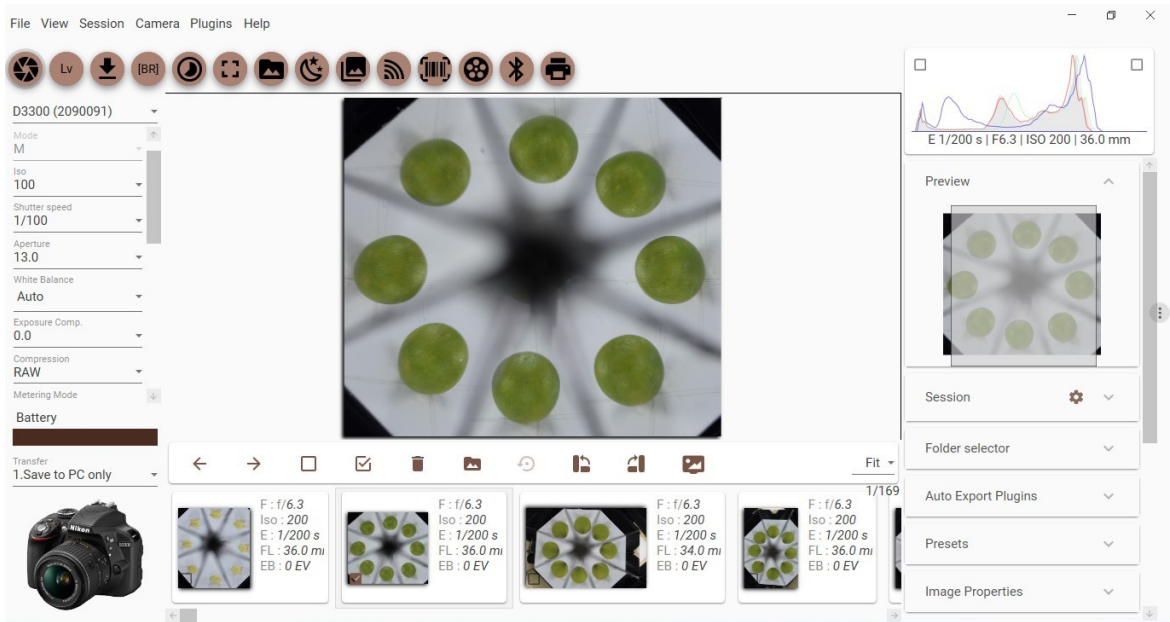 File View Session Camera Plugins Help
Lv
[BR]
D3300 (2090091)
Mode
M
Iso
100
Shutter speed
1/100
Aperture
13.0
White Balance
Auto
Exposure Comp.
0.0
Compression
RAW
Metering Mode
Battery
Transfer
1.Save to PC only
Nikon
E 1/200 s | F6.3 | ISO 200 | 36.0 mm
Preview
Session
Folder selector
Auto Export Plugins
Presets
Image Properties
Fit
1/169
F : f/6.3
Iso : 200
E : 1/200 s
FL : 36.0 m
EB : 0 EV
F : f/6.3
Iso : 200
E : 1/200 s
FL : 36.0 m
EB : 0 EV
F : f/6.3
Iso : 200
E : 1/200 s
FL : 34.0 m
EB : 0 EV
F : f/6.3
Iso : 200
E : 1/200 s
FL : 36.0 m
EB : 0 EV